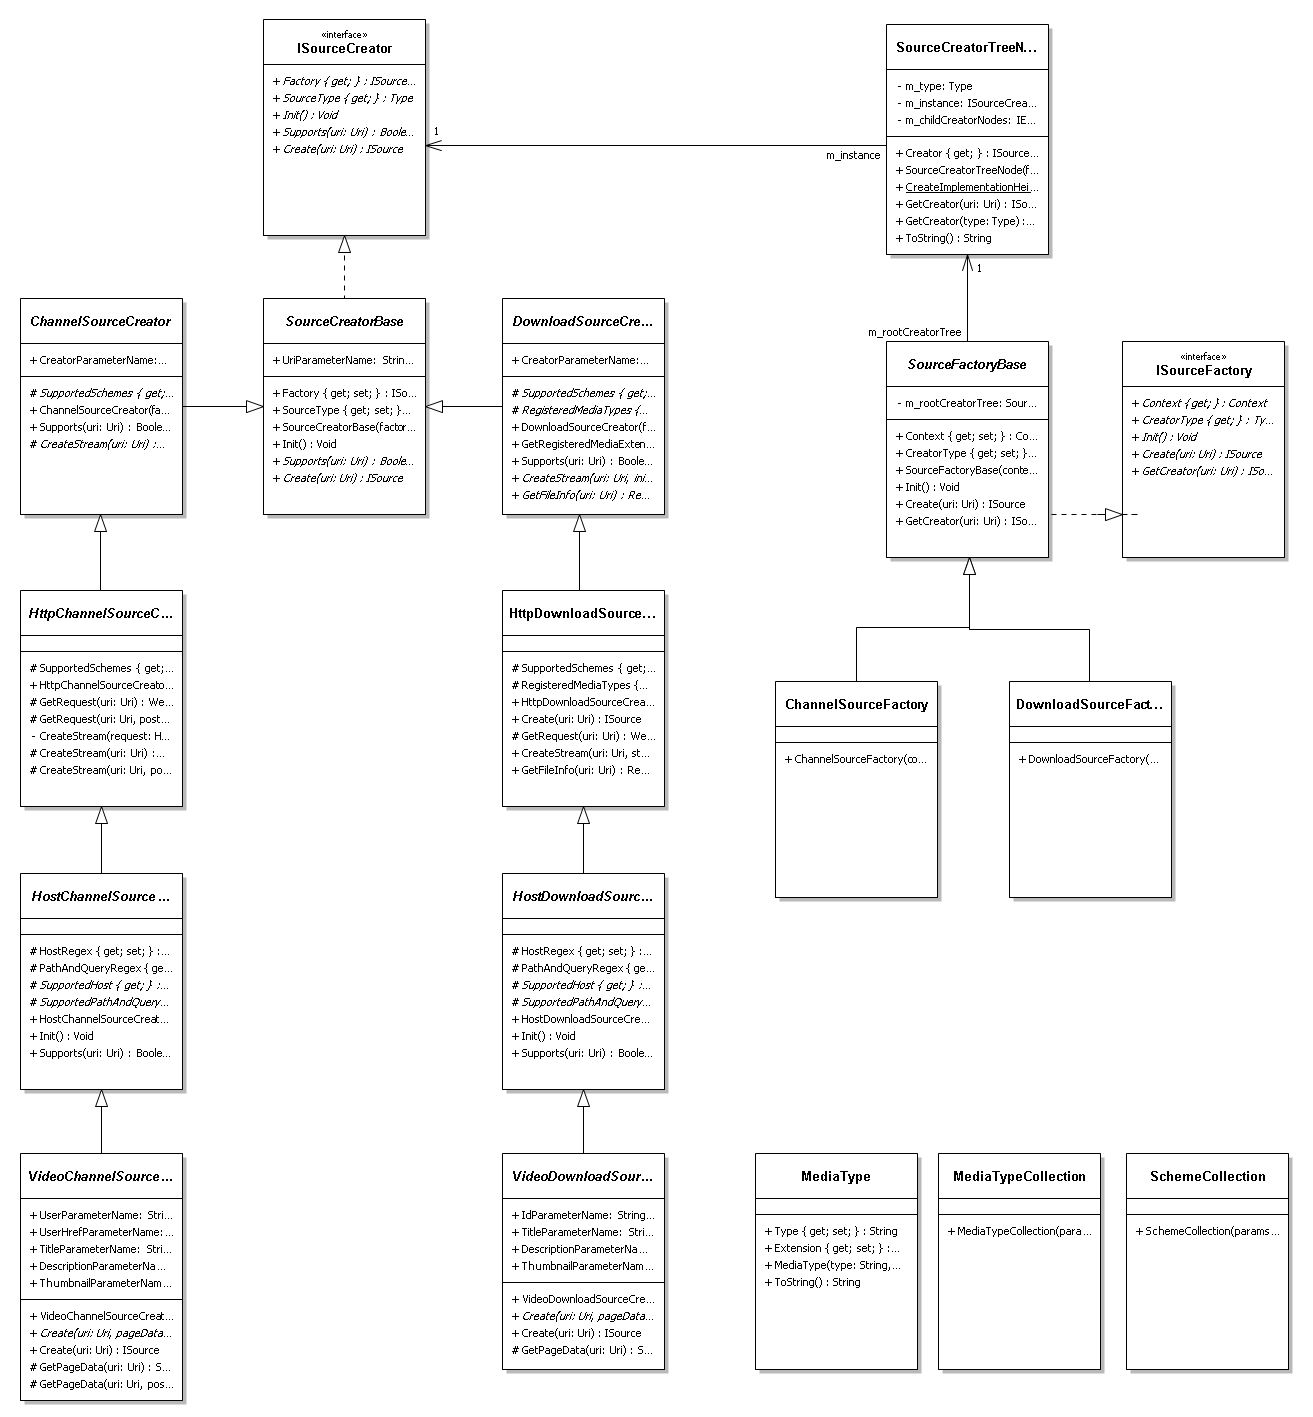 «interface»
ISourceCreator
+ Factory { get; } : ISource...
+ SourceType { get; } : Type
+ Init() : Void
+ Supports(uri: Uri) : Boole...
+ Create(uri: Uri) : ISource
SourceCreatorTreeN...
- m_type: Type
- m_instance: ISourceCrea...
- m_childCreatorNodes: IE...
+ Creator { get; } : ISource...
+ SourceCreatorTreeNode(f...
+ CreateImplementationHei...
+ GetCreator(uri: Uri) : ISo...
+ GetCreator(type: Type) :...
+ ToString() : String
1
m_instance
1
m_rootCreatorTree
ChannelSourceCreator
+ CreatorParameterName:...
# SupportedSchemes { get;...
+ ChannelSourceCreator(fa...
+ Supports(uri: Uri) : Boole...
# CreateStream(uri: Uri) :...
SourceCreatorBase
+ UriParameterName: Strin...
+ Factory { get; set; } : ISo...
+ SourceType { get; set; }...
+ SourceCreatorBase(factor...
+ Init() : Void
+ Supports(uri: Uri) : Boole...
+ Create(uri: Uri) : ISource
DownloadSourceCre...
+ CreatorParameterName:...
# SupportedSchemes { get;...
# RegisteredMediaTypes {...
+ DownloadSourceCreator(f...
+ GetRegisteredMediaExten...
+ Supports(uri: Uri) : Boole...
+ CreateStream(uri: Uri, ini...
+ GetFileInfo(uri: Uri) : Re...
SourceFactoryBase
- m_rootCreatorTree: Sour...
+ Context { get; set; } : Co...
+ CreatorType { get; set; }...
+ SourceFactoryBase(conte...
+ Init() : Void
+ Create(uri: Uri) : ISource
+ GetCreator(uri: Uri) : ISo...
«interface»
ISourceFactory
+ Context { get; } : Context
+ CreatorType { get; } : Ty...
+ Init() : Void
+ Create(uri: Uri) : ISource
+ GetCreator(uri: Uri) : ISo...
HttpChannelSourceC...
# SupportedSchemes { get;...
+ HttpChannelSourceCreato...
# GetRequest(uri: Uri) : We...
# GetRequest(uri: Uri, post...
- CreateStream(request: H...
# CreateStream(uri: Uri) :...
# CreateStream(uri: Uri, po...
HttpDownloadSource...
# SupportedSchemes { get;...
# RegisteredMediaTypes {...
+ HttpDownloadSourceCrea...
+ Create(uri: Uri) : ISource
# GetRequest(uri: Uri) : We...
+ CreateStream(uri: Uri, st...
+ GetFileInfo(uri: Uri) : Re...
ChannelSourceFactory
+ ChannelSourceFactory(co...
DownloadSourceFact...
+ DownloadSourceFactory(...
HostChannelSource ...
# HostRegex { get; set; } :...
# PathAndQueryRegex { ge...
# SupportedHost { get; } :...
# SupportedPathAndQuery...
+ HostChannelSourceCreat...
+ Init() : Void
+ Supports(uri: Uri) : Boole...
HostDownloadSourc...
# HostRegex { get; set; } :...
# PathAndQueryRegex { ge...
# SupportedHost { get; } :...
# SupportedPathAndQuery...
+ HostDownloadSourceCre...
+ Init() : Void
+ Supports(uri: Uri) : Boole...
VideoChannelSource...
+ UserParameterName: Stri...
+ UserHrefParameterName:...
+ TitleParameterName: Stri...
+ DescriptionParameterNa...
+ ThumbnailParameterNam...
+ VideoChannelSourceCreat...
+ Create(uri: Uri, pageData...
+ Create(uri: Uri) : ISource
# GetPageData(uri: Uri) : S...
# GetPageData(uri: Uri, pos...
VideoDownloadSour...
+ IdParameterName: String...
+ TitleParameterName: Stri...
+ DescriptionParameterNa...
+ ThumbnailParameterNam...
+ VideoDownloadSourceCre...
+ Create(uri: Uri, pageData...
+ Create(uri: Uri) : ISource
# GetPageData(uri: Uri) : S...
MediaType
+ Type { get; set; } : String
+ Extension { get; set; } :...
+ MediaType(type: String,...
+ ToString() : String
MediaTypeCollection
+ MediaTypeCollection(para...
SchemeCollection
+ SchemeCollection(params...